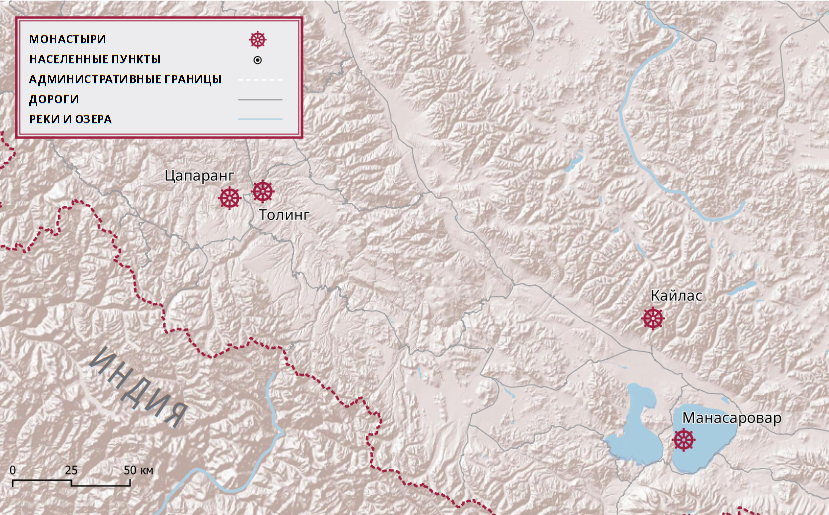 МОНАСТЫРИ
НАСЕЛЕННЫЕ ПУНКТЫ
АДМИНИСТРАТИВНЫЕ ГРАНИЦЫ
ДОРОГИ
РЕКИ И ОЗЕРА
Цапаранг
Толинг
Кайлас
ИНДИЯ
Манасаровар
0 25 50 км